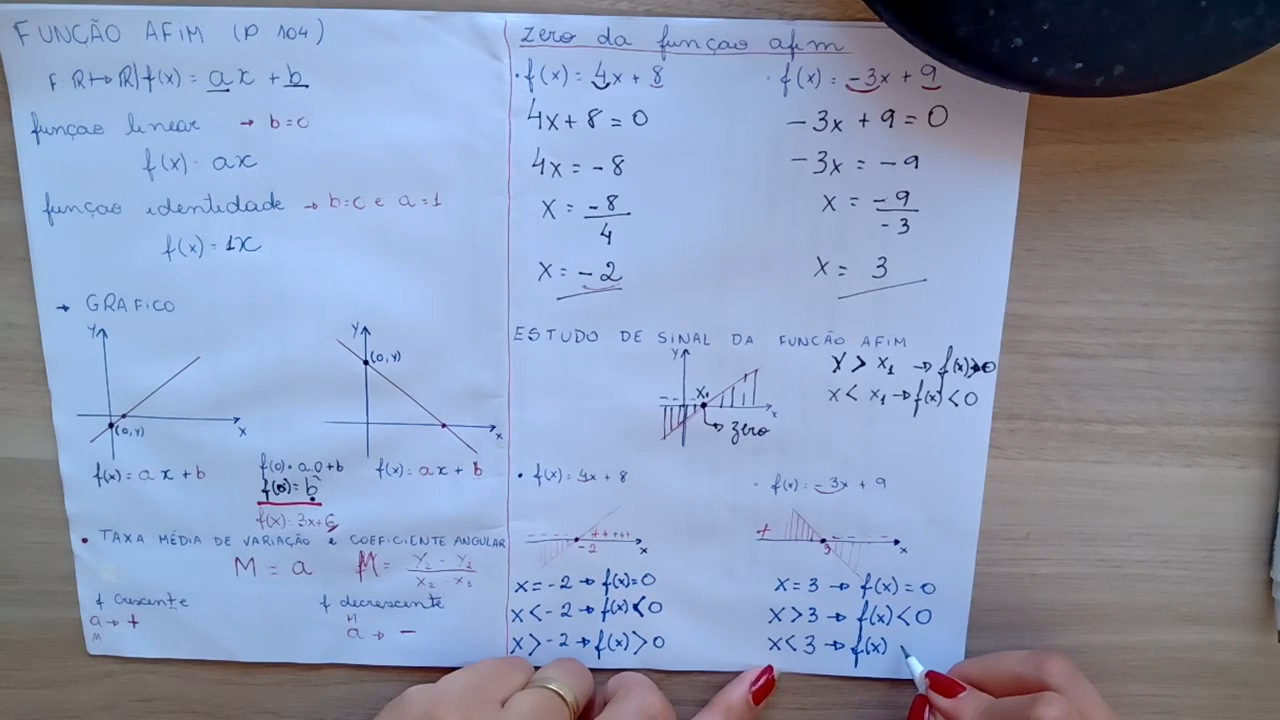 FUNÇÃO AFIM (P 104)
F: R↦R| f(x) = ax + b
função linear → b=c
f(x) = ax
função identidade → b=c e a=1
f(x) = 1x
→ GRÁFICO
y
(0,y)
x
f(x) = ax + b
f(0) = a.0+b
f(0) = b
f(x) = 3x+6
y
(0,y)
x
f(x) = ax + b
• TAXA MÉDIA DE VARIAÇÃO e COEFICIENTE ANGULAR
M = a
M = y2 - y1 / x2 - x1
f crescente
a → +
M
f decrescente
M
a → -
zero da função afim
• f(x) = 4x + 8
4x + 8 = 0
4x = -8
x = -8/4
x = -2
• f(x) = -3x + 9
-3x + 9 = 0
-3x = -9
x = -9/-3
x = 3
ESTUDO DE SINAL DA FUNÇÃO AFIM
y
x1
x
zero
x > x1 → f(x) > 0
x < x1 → f(x) < 0
• f(x) = 4x + 8
+ + + + +
-2
x
x = -2 → f(x) = 0
x < -2 → f(x) < 0
x > -2 → f(x) > 0
• f(x) = -3x + 9
+
3
x
x = 3 → f(x) = 0
x > 3 → f(x) < 0
x < 3 → f(x)